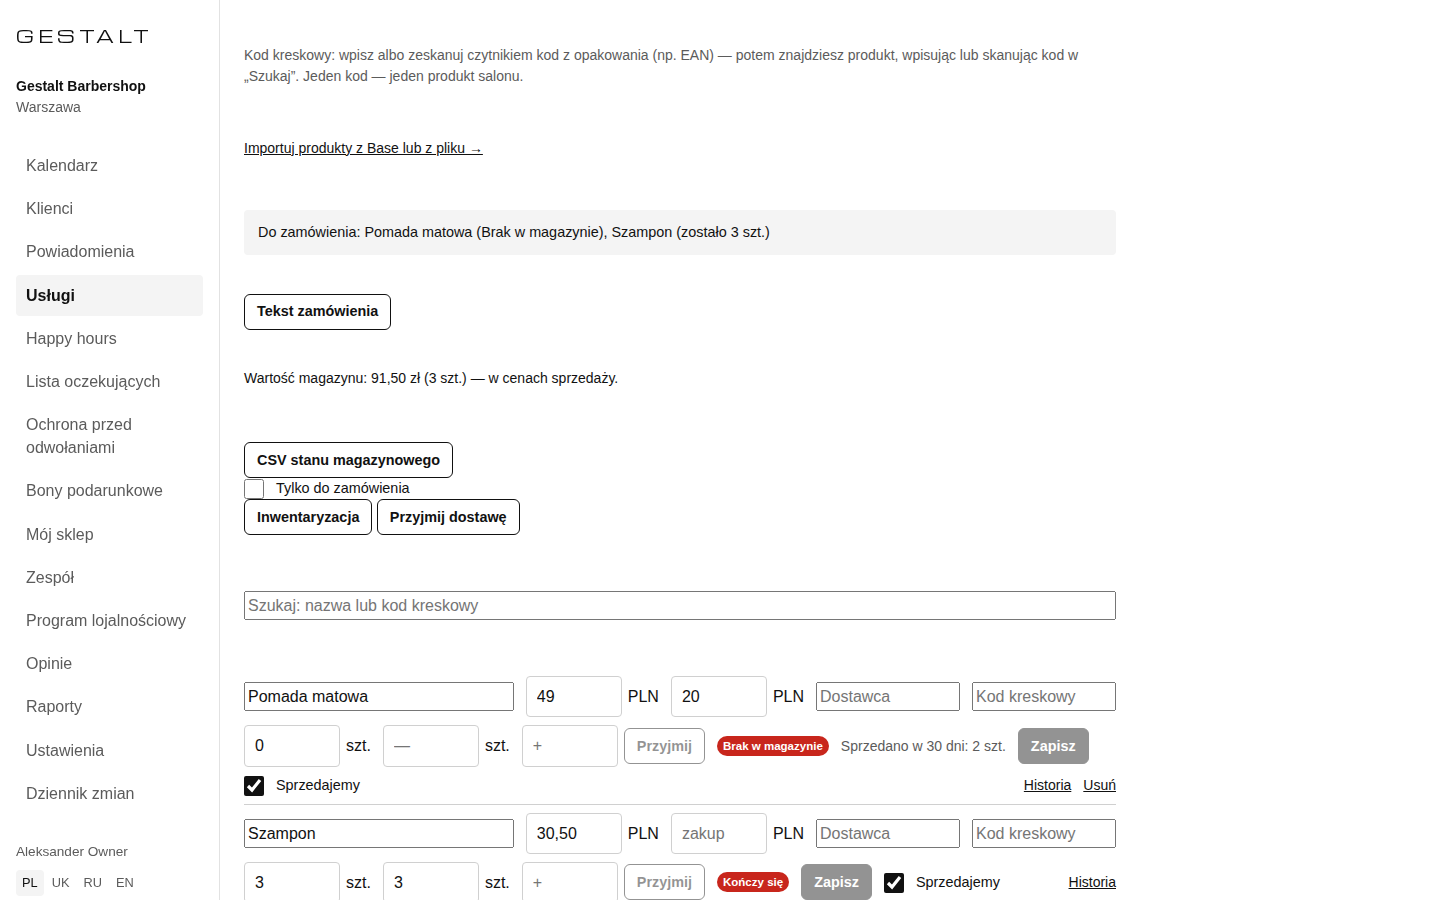 GESTALT
Gestalt Barbershop
Warszawa
Kalendarz
Klienci
Powiadomienia
Usługi
Happy hours
Lista oczekujących
Ochrona przed
odwołaniami
Bony podarunkowe
Mój sklep
Zespół
Program lojalnościowy
Opinie
Raporty
Ustawienia
Dziennik zmian
Aleksander Owner
PL UK RU EN
Kod kreskowy: wpisz albo zeskanuj czytnikiem kod z opakowania (np. EAN) — potem znajdziesz produkt, wpisując lub skanując kod w
„Szukaj”. Jeden kod — jeden produkt salonu.
Importuj produkty z Base lub z pliku →
Do zamówienia: Pomada matowa (Brak w magazynie), Szampon (zostało 3 szt.)
Tekst zamówienia
Wartość magazynu: 91,50 zł (3 szt.) — w cenach sprzedaży.
CSV stanu magazynowego
Tylko do zamówienia
Inwentaryzacja Przyjmij dostawę
Szukaj: nazwa lub kod kreskowy
Pomada matowa 49 PLN 20 PLN Dostawca Kod kreskowy
0 szt. — szt. + Przyjmij Brak w magazynie Sprzedano w 30 dni: 2 szt. Zapisz
Sprzedajemy Historia Usuń
Szampon 30,50 PLN zakup PLN Dostawca Kod kreskowy
3 szt. 3 szt. + Przyjmij Kończy się Zapisz Sprzedajemy Historia